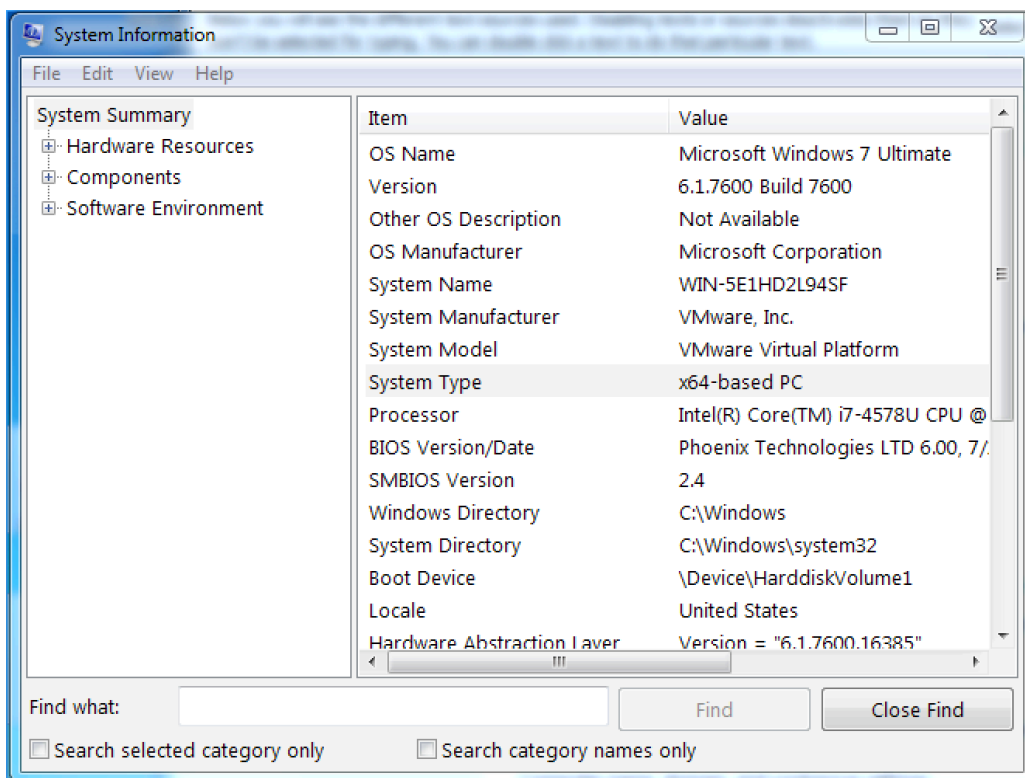 System Information
File Edit View Help
System Summary
Hardware Resources
Components
Software Environment
Item Value
OS Name Microsoft Windows 7 Ultimate
Version 6.1.7600 Build 7600
Other OS Description Not Available
OS Manufacturer Microsoft Corporation
System Name WIN-5E1HD2L94SF
System Manufacturer VMware, Inc.
System Model VMware Virtual Platform
System Type x64-based PC
Processor Intel(R) Core(TM) i7-4578U CPU @
BIOS Version/Date Phoenix Technologies LTD 6.00, 7/
SMBIOS Version 2.4
Windows Directory C:\Windows
System Directory C:\Windows\system32
Boot Device \Device\HarddiskVolume1
Locale United States
Hardware Abstraction Layer Version = "6.1.7600.16385"
Find what: Find Close Find
Search selected category only Search category names only